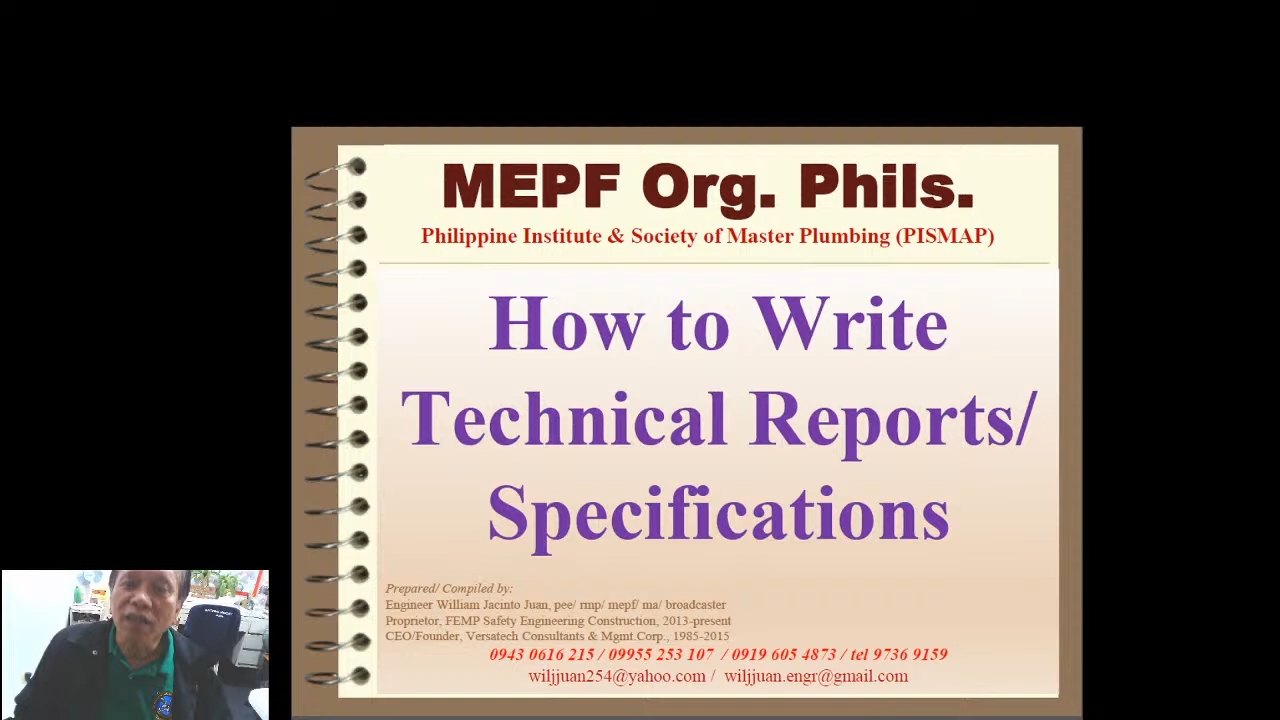 MEPF Org. Phils.
Philippine Institute & Society of Master Plumbing (PISMAP)
How to Write
Technical Reports/
Specifications
Prepared/ Compiled by:
Engineer William Jacinto Juan, pee/ rmp/ mepf/ ma/ broadcaster
Proprietor, FEMP Safety Engineering Construction, 2013-present
CEO/Founder, Versatech Consultants & Mgmt.Corp., 1985-2015
0943 0616 215 / 09955 253 107 / 0919 605 4873 / tel 9736 9159
wiljjuan254@yahoo.com / wiljjuan.engr@gmail.com